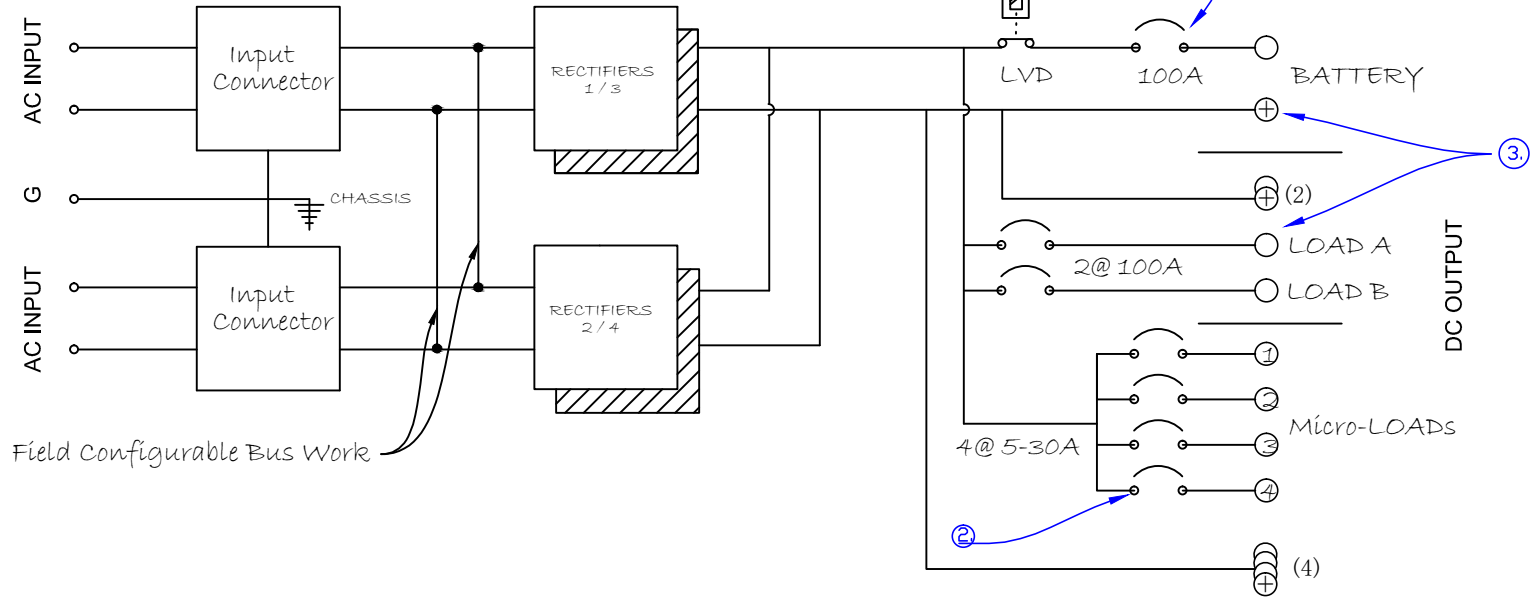 AC INPUT
Input
Connector
RECTIFIERS
1/3
LVD
100A
BATTERY
+
3.
G
CHASSIS
+ (2)
AC INPUT
Input
Connector
RECTIFIERS
2/4
2@100A
LOAD A
LOAD B
DC OUTPUT
1
2
3
4
4@5-30A
Micro-LOADs
Field Configurable Bus Work
2.
+ (4)